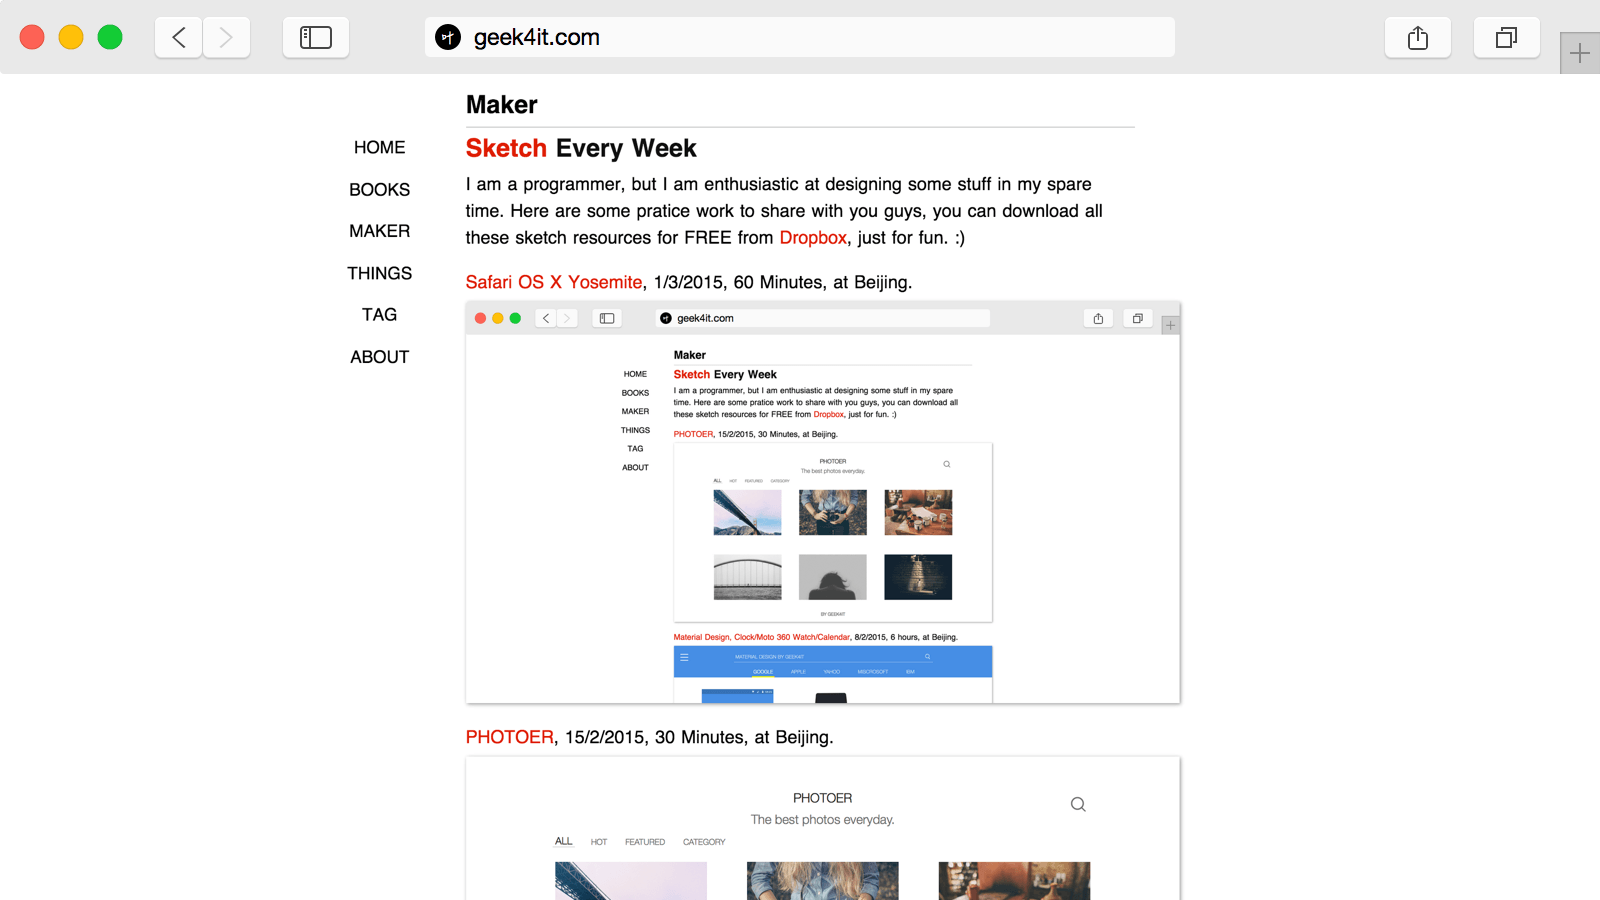 geek4it.com
Maker
HOME
BOOKS
MAKER
THINGS
TAG
ABOUT
Sketch Every Week
I am a programmer, but I am enthusiastic at designing some stuff in my spare
time. Here are some pratice work to share with you guys, you can download all
these sketch resources for FREE from Dropbox, just for fun. :)
Safari OS X Yosemite, 1/3/2015, 60 Minutes, at Beijing.
geek4it.com
Maker
HOME
BOOKS
MAKER
THINGS
TAG
ABOUT
Sketch Every Week
I am a programmer, but I am enthusiastic at designing some stuff in my spare
time. Here are some pratice work to share with you guys, you can download all
these sketch resources for FREE from Dropbox, just for fun. :)
PHOTOER, 15/2/2015, 30 Minutes, at Beijing.
PHOTOER
The best photos everyday.
ALL HOT FEATURED CATEGORY
BY GEEKAT
Material Design, Clock/Moto 360 Watch/Calendar, 8/2/2015, 6 hours, at Beijing.
MATERIAL DESIGN BY GEEKAT
GOOGLE APPLE YAHOO MISCROSOFT IBM
PHOTOER, 15/2/2015, 30 Minutes, at Beijing.
PHOTOER
The best photos everyday.
ALL HOT FEATURED CATEGORY